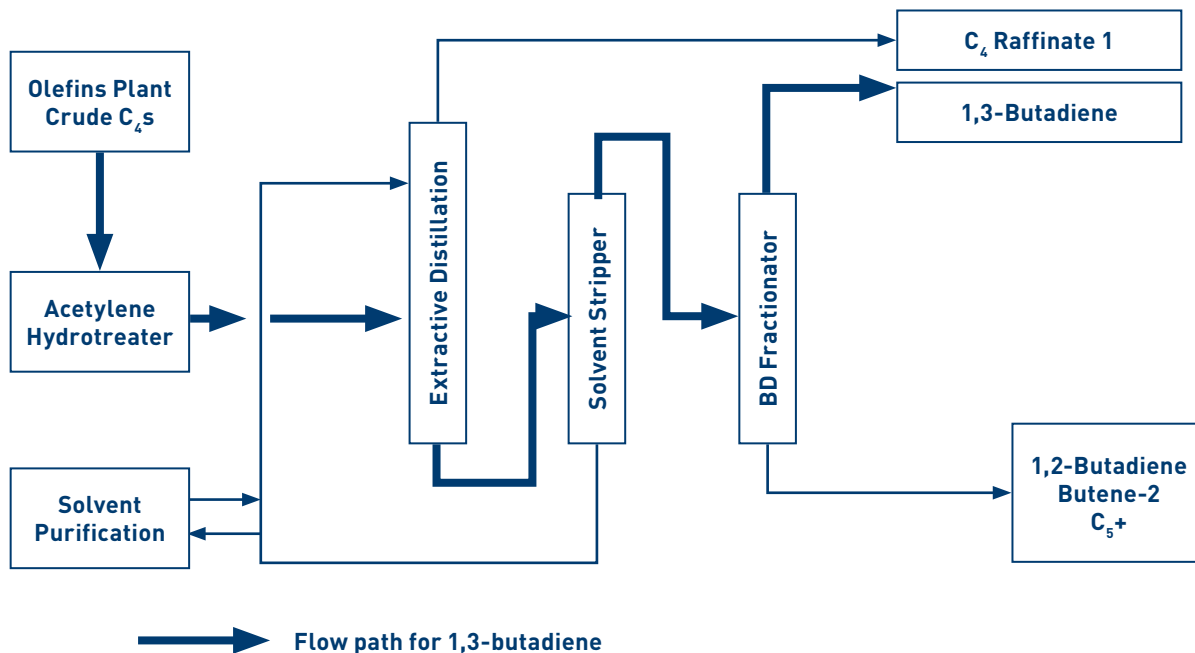 C₄ Raffinate 1
Olefins Plant
Crude C₄s
1,3-Butadiene
Extractive Distillation
Solvent Stripper
BD Fractionator
Acetylene
Hydrotreater
1,2-Butadiene
Butene-2
C₅+
Solvent
Purification
Flow path for 1,3-butadiene